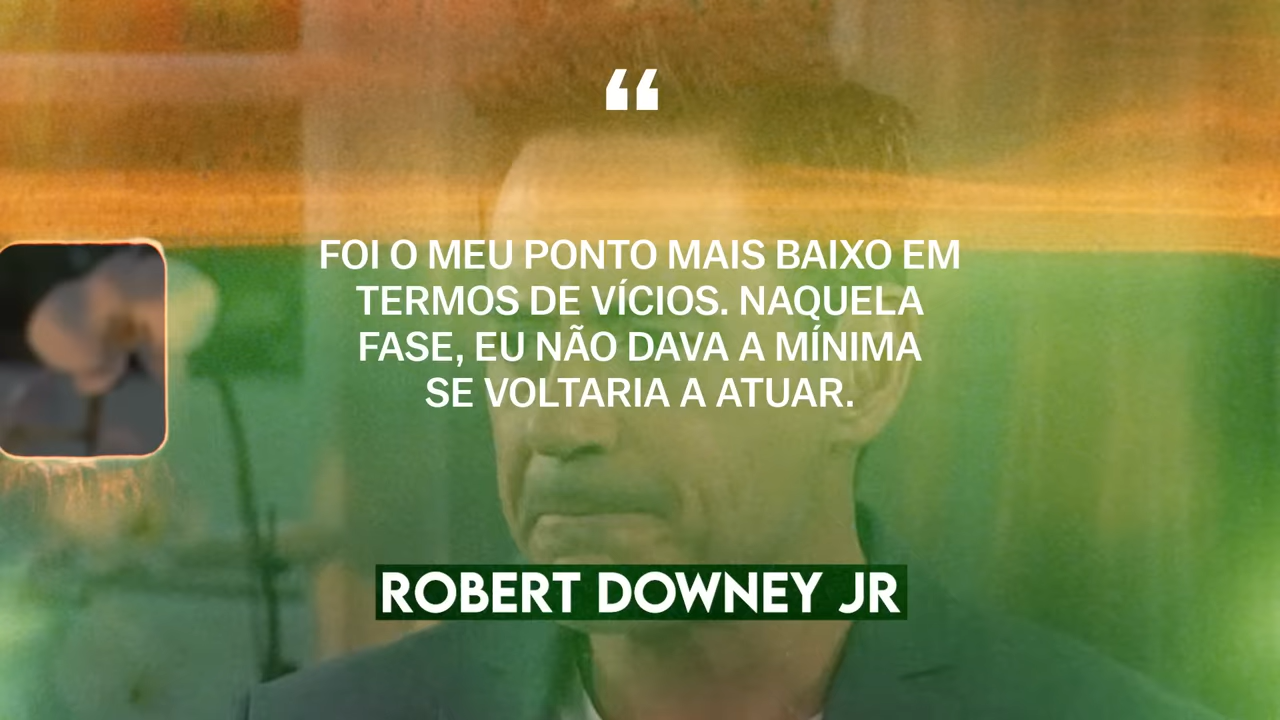 “
FOI O MEU PONTO MAIS BAIXO EM
TERMOS DE VÍCIOS. NAQUELA
FASE, EU NÃO DAVA A MÍNIMA
SE VOLTARIA A ATUAR.
ROBERT DOWNEY JR